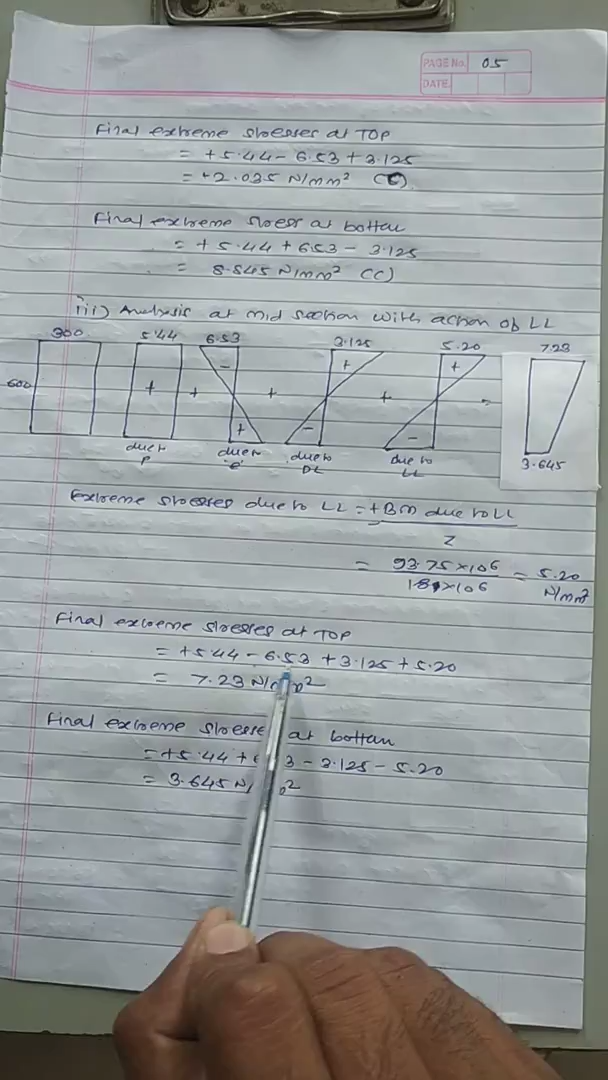 PAGE No. 05
DATE
Final extreme stresses at TOP
= +5.44 - 6.53 + 3.125
= +2.035 N/mm² (C)
Final extreme stress at bottom
= +5.44 + 6.53 - 3.125
= 8.845 N/mm² (C)
iii) Analysis at mid section with action of LL
300 5.44 6.53 3.125 5.20 7.23
600 + + - + + + + + - - =
due to P due to 'e' due to DL due to LL 3.645
Extreme stresses due to LL = + BM due to LL
Z
= 93.75×10⁶ = 5.20
18×10⁶ N/mm²
Final extreme stresses at TOP
= +5.44 - 6.53 + 3.125 + 5.20
= 7.23 N/
Final extreme stresses at bottom
= +5.44 + 3 - 3.125 - 5.20
= 3.645 N/